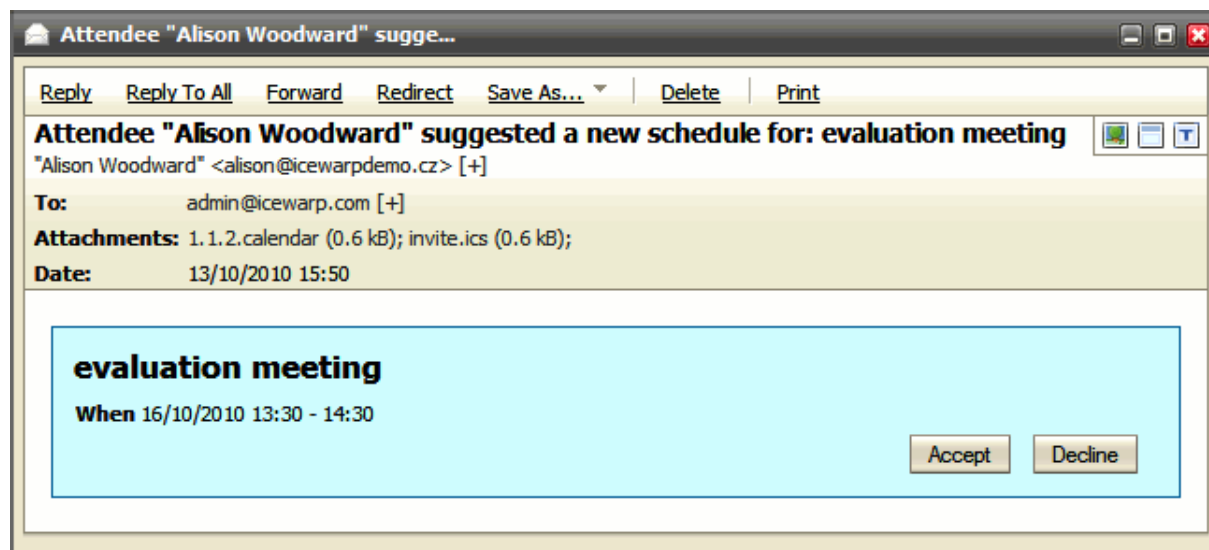 Attendee "Alison Woodward" sugge...
Reply Reply To All Forward Redirect Save As... Delete Print
Attendee "Alison Woodward" suggested a new schedule for: evaluation meeting
"Alison Woodward" <alison@icewarpdemo.cz> [+]
To: admin@icewarp.com [+]
Attachments: 1.1.2.calendar (0.6 kB); invite.ics (0.6 kB);
Date: 13/10/2010 15:50
evaluation meeting
When 16/10/2010 13:30 - 14:30
Accept Decline